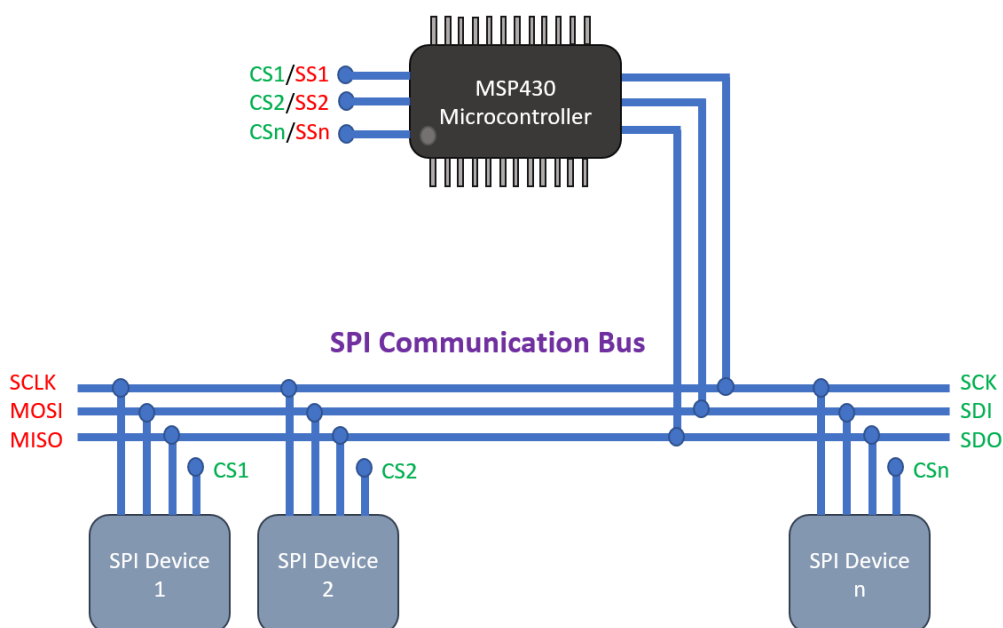 CS1/SS1
CS2/SS2
CSn/SSn
MSP430
Microcontroller
SPI Communication Bus
SCLK
SCK
MOSI
SDI
MISO
SDO
CS1
CS2
CSn
SPI Device
1
SPI Device
2
SPI Device
n